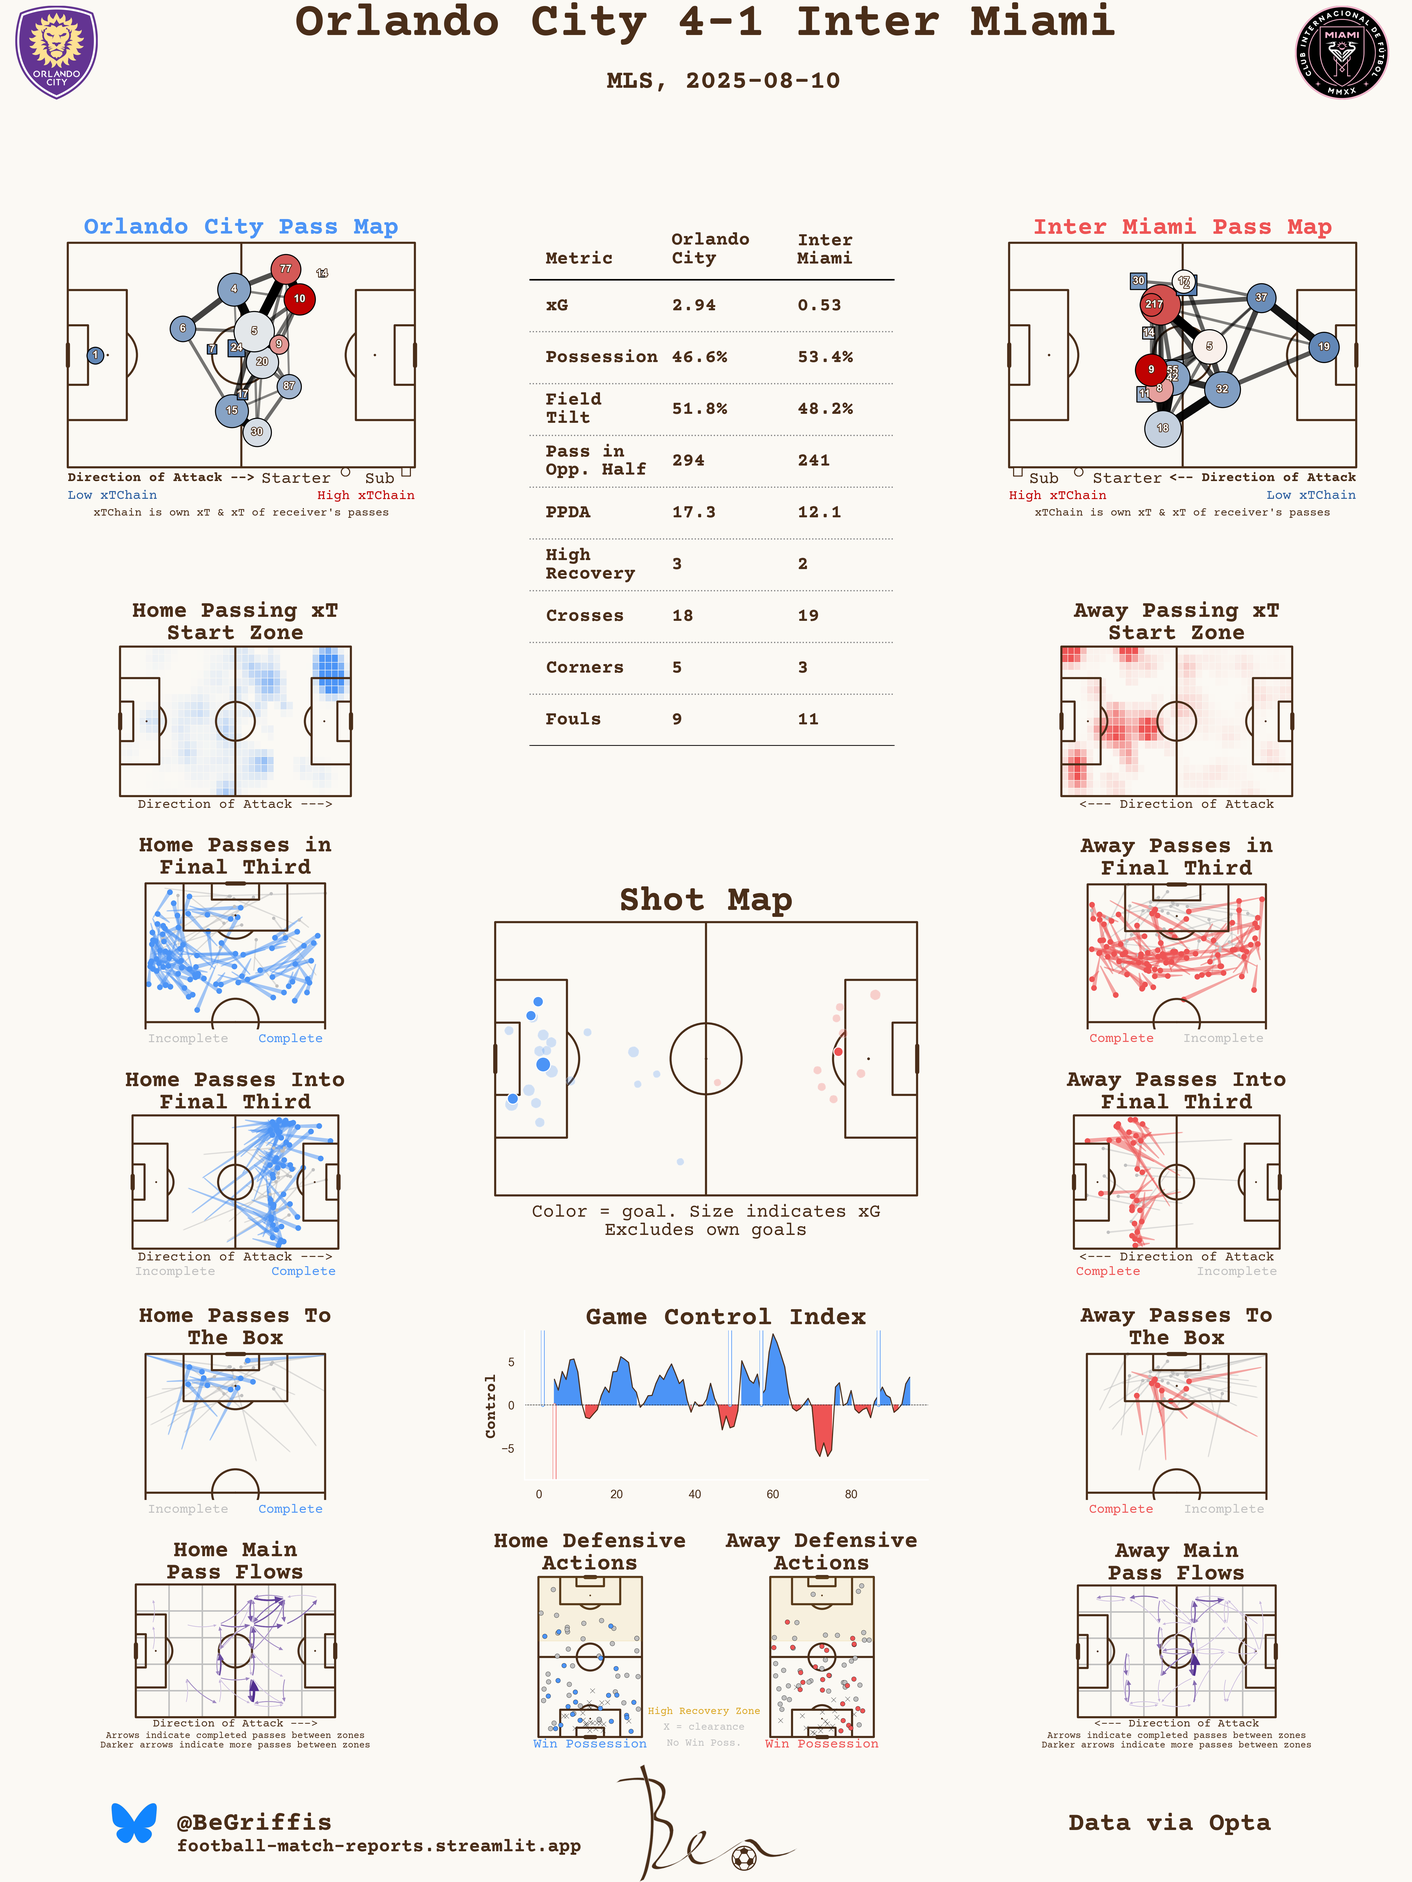 Orlando City 4-1 Inter Miami
MLS, 2025-08-10
ORLANDO
CITY
CLUB INTERNACIONAL DE FÚTBOL
MIAMI
MMXX
Orlando City Pass Map
77
14
4
10
6
5
9
7
24
1
20
87
17
15
30
Direction of Attack --> Starter Sub
Low xTChain High xTChain
xTChain is own xT & xT of receiver's passes
Metric Orlando City Inter Miami
xG 2.94 0.53
Possession 46.6% 53.4%
Field Tilt 51.8% 48.2%
Pass in Opp. Half 294 241
PPDA 17.3 12.1
High Recovery 3 2
Crosses 18 19
Corners 5 3
Fouls 9 11
Inter Miami Pass Map
30
17
2
37
217
14
5
19
9
55
42
8
11
32
18
Sub Starter <-- Direction of Attack
High xTChain Low xTChain
xTChain is own xT & xT of receiver's passes
Home Passing xT
Start Zone
Direction of Attack --->
Away Passing xT
Start Zone
<--- Direction of Attack
Home Passes in
Final Third
Incomplete Complete
Away Passes in
Final Third
Complete Incomplete
Shot Map
Color = goal. Size indicates xG
Excludes own goals
Home Passes Into
Final Third
Direction of Attack --->
Incomplete Complete
Away Passes Into
Final Third
<--- Direction of Attack
Complete Incomplete
Home Passes To
The Box
Incomplete Complete
Game Control Index
Control
5
0
−5
0 20 40 60 80
Away Passes To
The Box
Complete Incomplete
Home Main
Pass Flows
Direction of Attack --->
Arrows indicate completed passes between zones
Darker arrows indicate more passes between zones
Home Defensive
Actions
Win Possession
Away Defensive
Actions
Win Possession
High Recovery Zone
X = clearance
No Win Poss.
Away Main
Pass Flows
<--- Direction of Attack
Arrows indicate completed passes between zones
Darker arrows indicate more passes between zones
@BeGriffis
football-match-reports.streamlit.app
Ben
Data via Opta